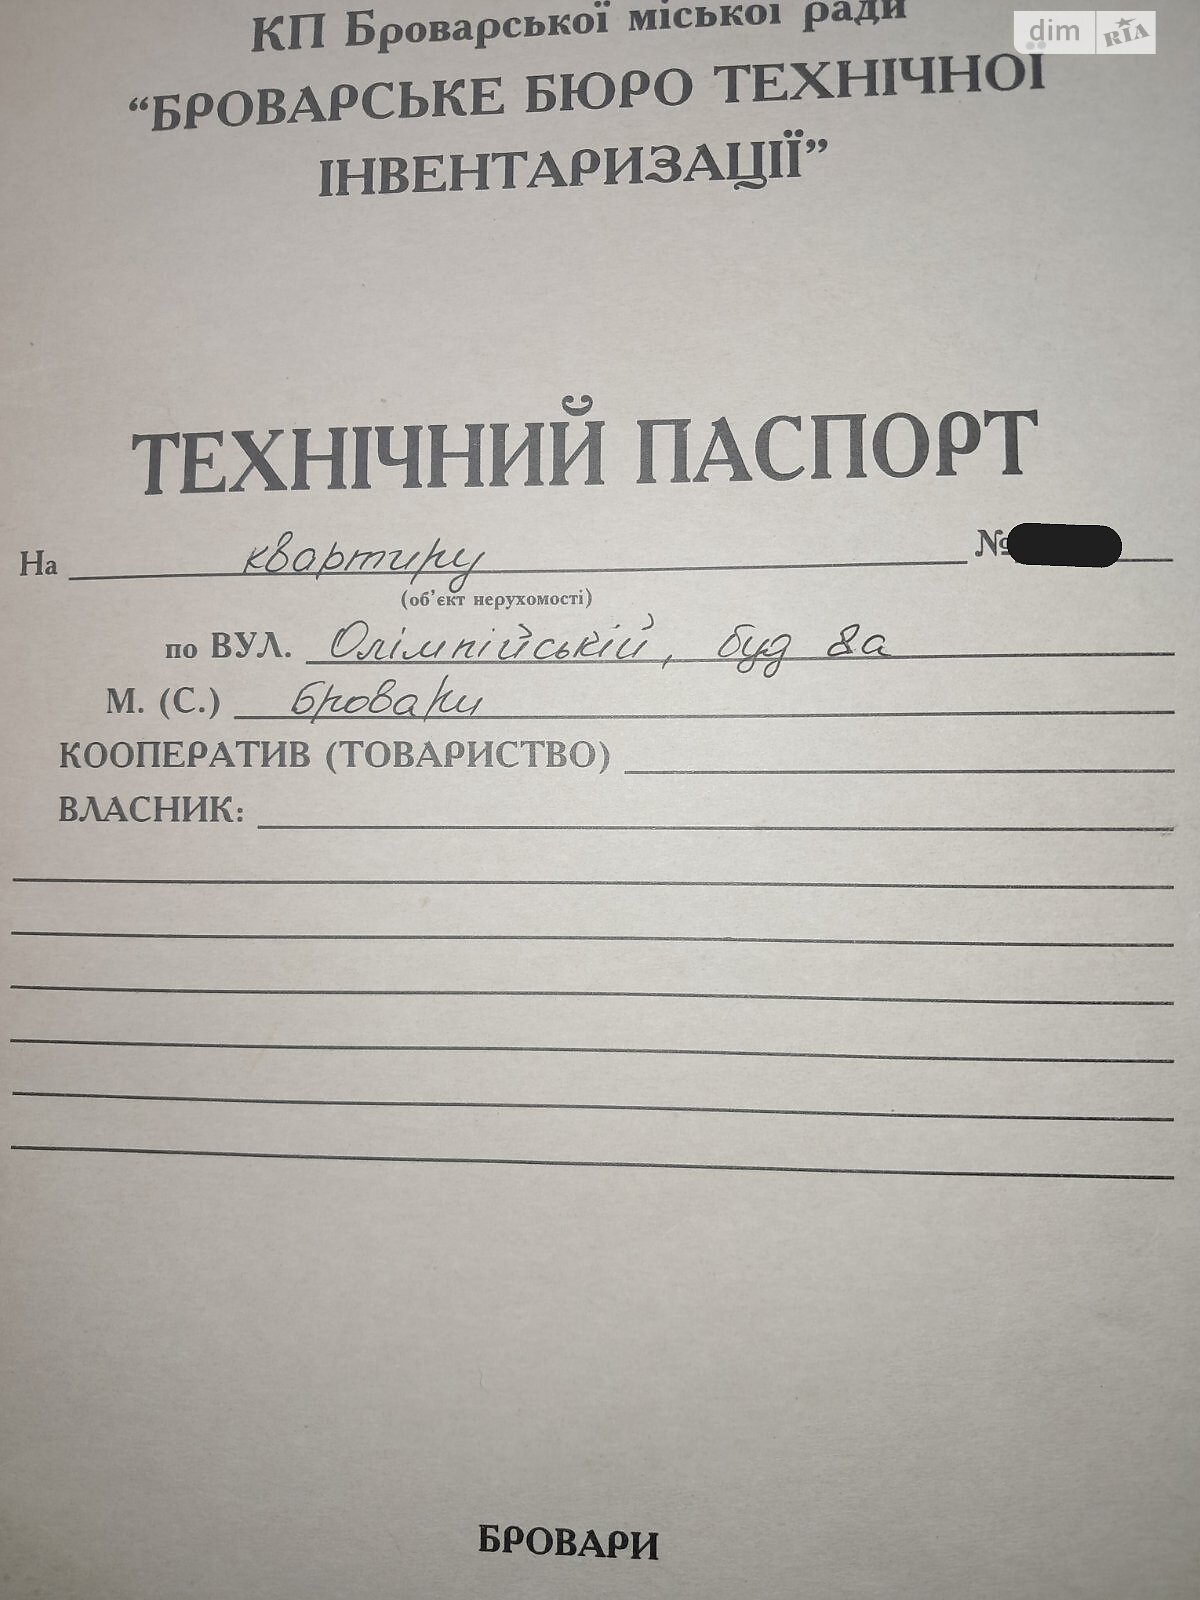 dim RIA
КП Броварської міської ради
“БРОВАРСЬКЕ БЮРО ТЕХНІЧНОЇ
ІНВЕНТАРИЗАЦІЇ”
ТЕХНІЧНИЙ ПАСПОРТ
На квартиру №
(об'єкт нерухомості)
по ВУЛ. Олімпійській, буд 8а
М. (С.) Бровари
КООПЕРАТИВ (ТОВАРИСТВО)
ВЛАСНИК:
БРОВАРИ